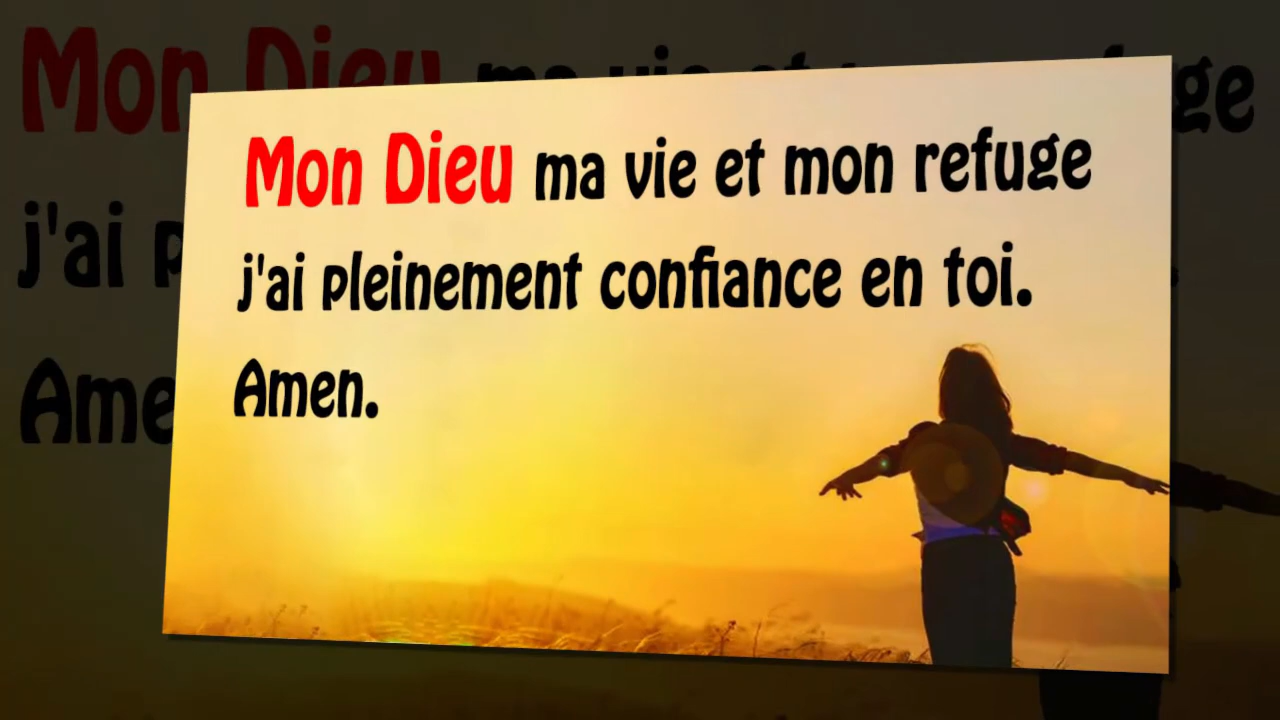 Mon Dieu ma vie et mon refuge
j'ai pleinement confiance en toi.
Amen.